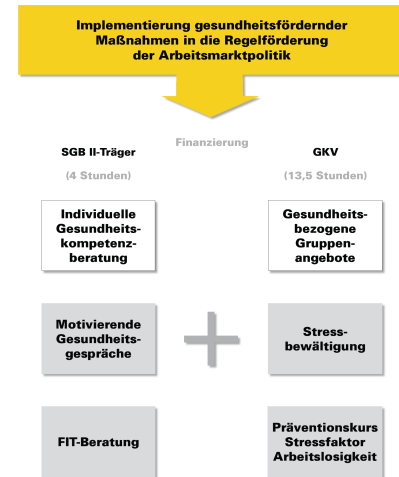 Implementierung gesundheitsfördernder
Maßnahmen in die Regelförderung
der Arbeitsmarktpolitik
Finanzierung
SGB II-Träger
GKV
(4 Stunden)
(13,5 Stunden)
Individuelle
Gesundheits-
kompetenz-
beratung
Gesundheits-
bezogene
Gruppen-
angebote
Motivierende
Gesundheits-
gespräche
Stress-
bewältigung
FIT-Beratung
Präventionskurs
Stressfaktor
Arbeitslosigkeit